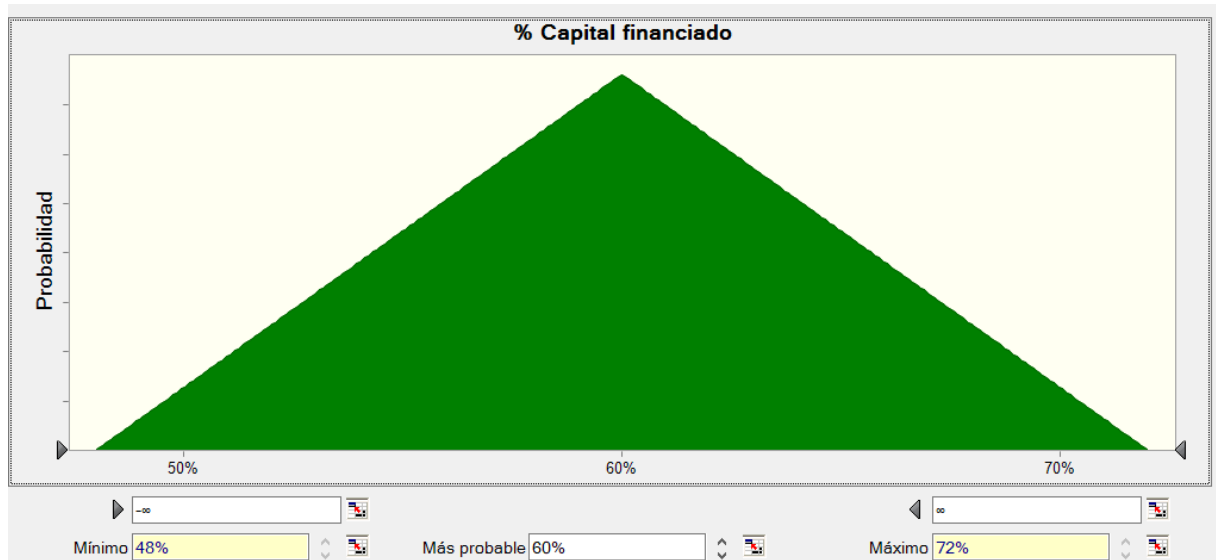 % Capital financiado
Probabilidad
50% 60% 70%
-∞ ∞
Mínimo 48% Más probable 60% Máximo 72%